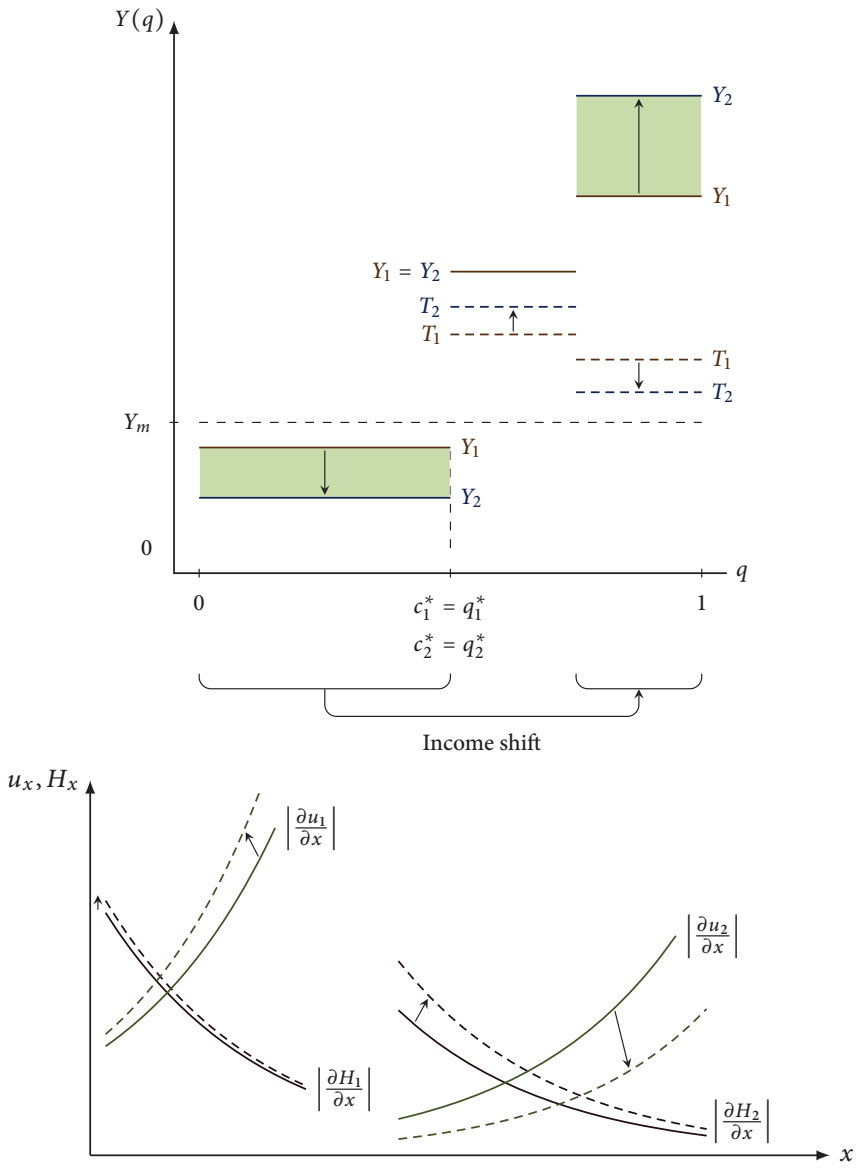 Y(q)
Y₂
Y₁
Y₁ = Y₂
T₂
T₁
T₁
T₂
Yₘ
Y₁
Y₂
0
q
0
c₁* = q₁*
1
c₂* = q₂*
Income shift
uₓ, Hₓ
|∂u₁/∂x|
|∂u₂/∂x|
|∂H₁/∂x|
|∂H₂/∂x|
x